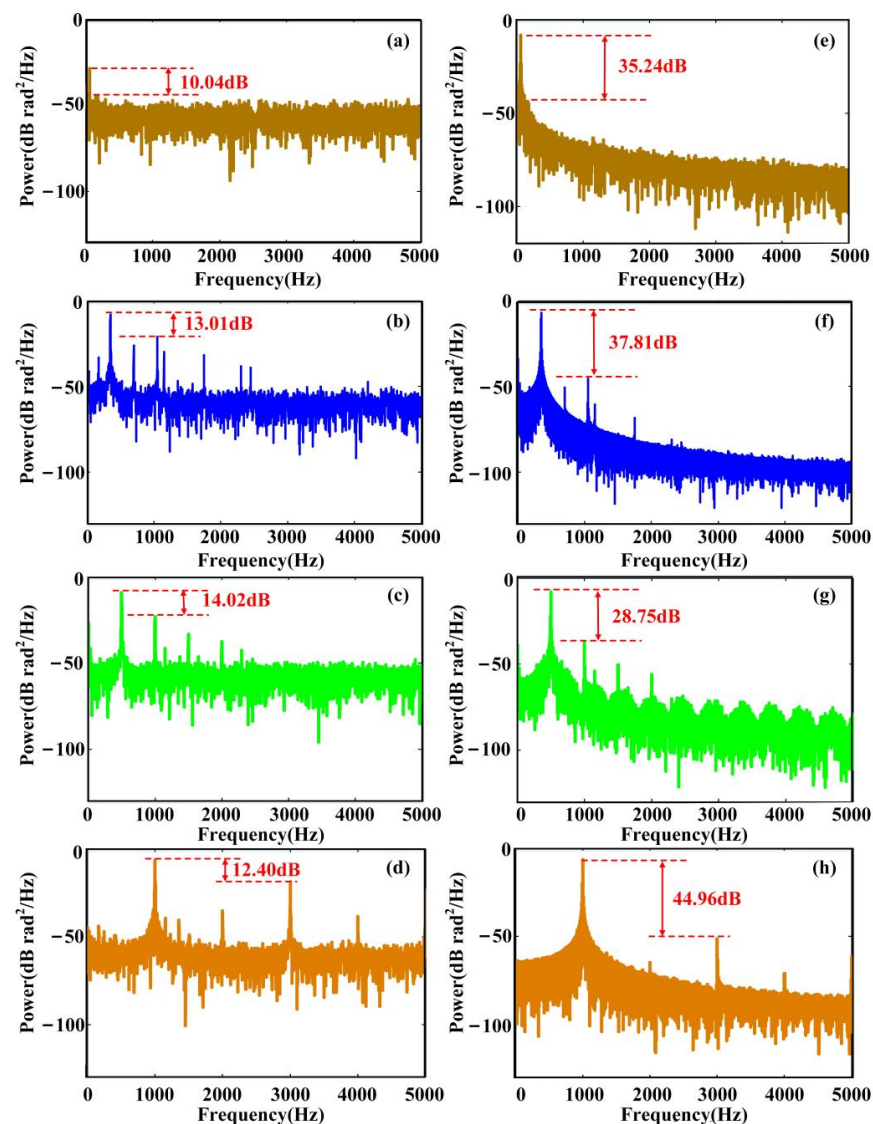 (a)
Power(dB rad²/Hz)
0
−50
−100
10.04dB
0 1000 2000 3000 4000 5000
Frequency(Hz)
(e)
Power(dB rad²/Hz)
0
−50
-100
35.24dB
0 1000 2000 3000 4000 5000
Frequency(Hz)
(b)
Power(dB rad²/Hz)
0
−50
−100
13.01dB
0 1000 2000 3000 4000 5000
Frequency(Hz)
(f)
Power(dB rad²/Hz)
0
−50
−100
37.81dB
0 1000 2000 3000 4000 5000
Frequency(Hz)
(c)
Power(dB rad²/Hz)
0
−50
−100
14.02dB
0 1000 2000 3000 4000 5000
Frequency(Hz)
(g)
Power(dB rad²/Hz)
0
−50
−100
28.75dB
0 1000 2000 3000 4000 5000
Frequency(Hz)
(d)
Power(dB rad²/Hz)
0
−50
−100
12.40dB
0 1000 2000 3000 4000 5000
Frequency(Hz)
(h)
Power(dB rad²/Hz)
0
−50
−100
44.96dB
0 1000 2000 3000 4000 5000
Frequency(Hz)